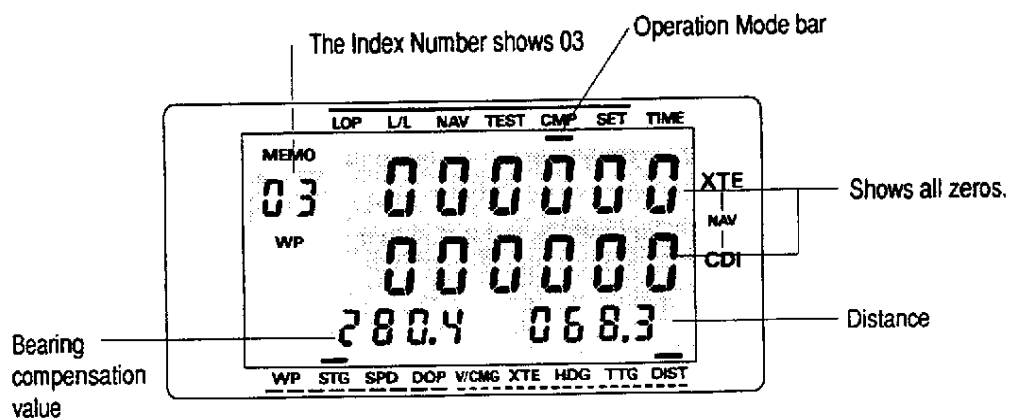 The Index Number shows 03
Operation Mode bar
LOP L/L NAV TEST CMP SET TIME
MEMO
03
WP
000000
XTE
NAV
Shows all zeros.
000000
CDI
280.4 068.3
Distance
Bearing
compensation
value
WP STG SPD DOP V/CMG XTE HDG TTG DIST